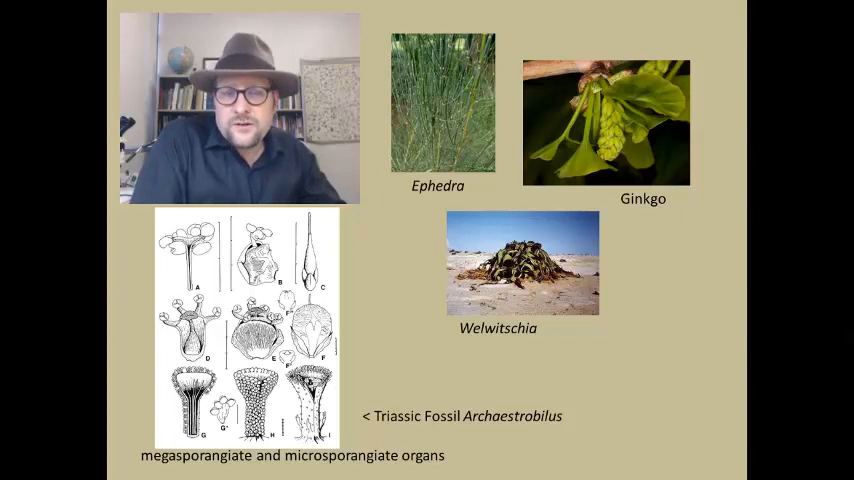 Ephedra
Ginkgo
Welwitschia
A
B
C
D
E
F'
F
F"
G
G'
H
I
< Triassic Fossil Archaestrobilus
megasporangiate and microsporangiate organs